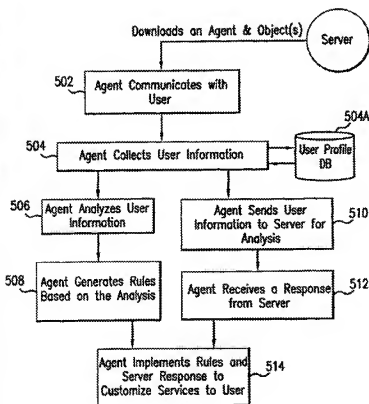 Downloads an Agent & Object(s)
Server
502
Agent Communicates with
User
504A
504
Agent Collects User Information
User Profile
DB
506
Agent Analyzes User
Information
Agent Sends User
Information to Server for
Analysis
510
508
Agent Generates Rules
Based on the Analysis
Agent Receives a Response
from Server
512
Agent Implements Rules and
Server Response to
Customize Services to User
514